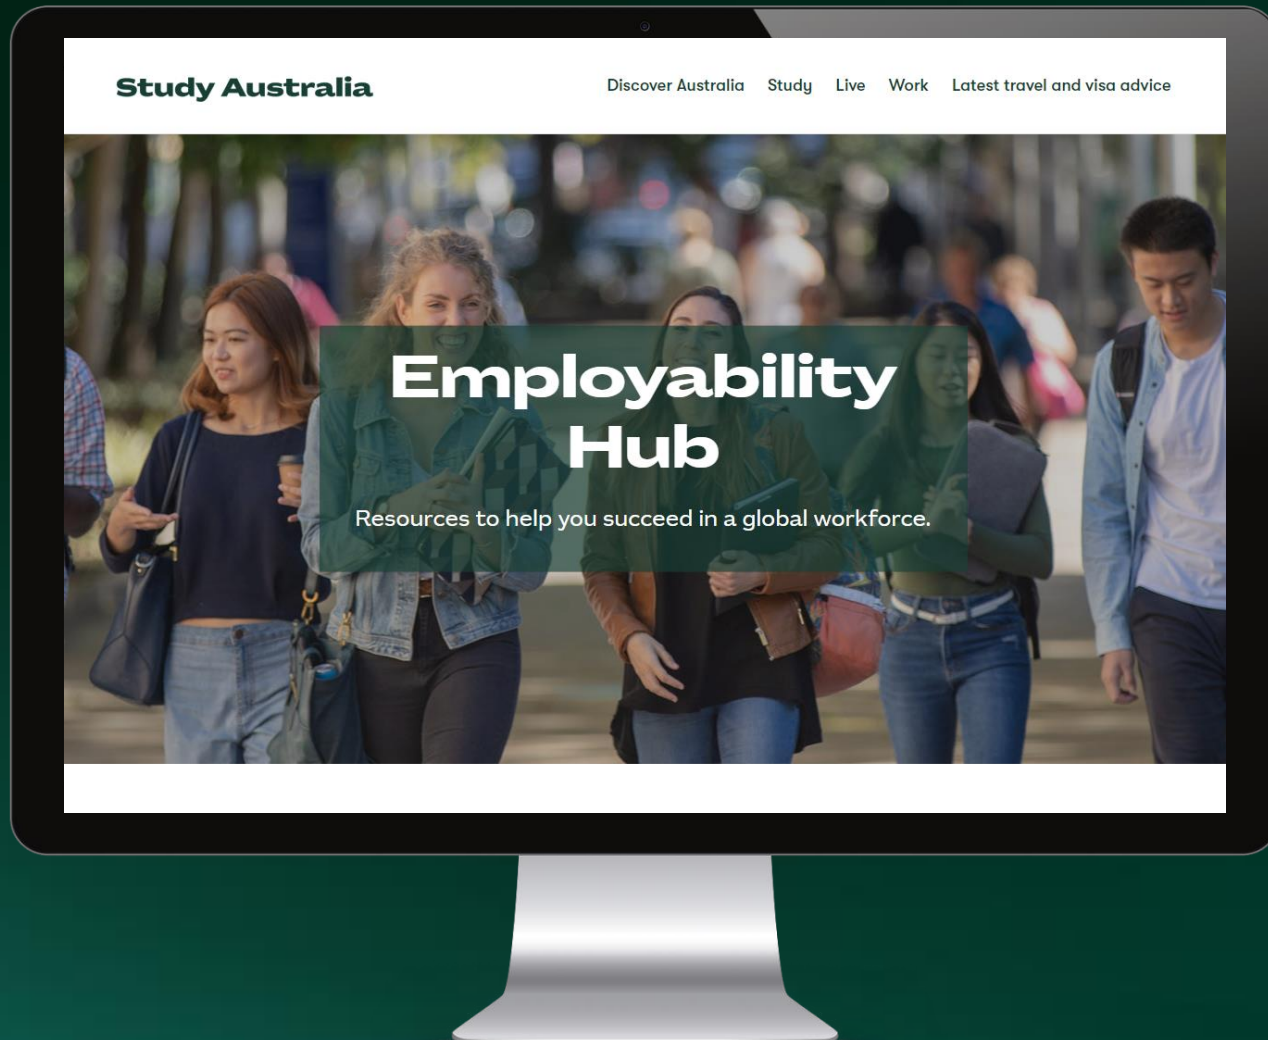 Study Australia
Discover Australia Study Live Work Latest travel and visa advice
Employability
Hub
Resources to help you succeed in a global workforce.